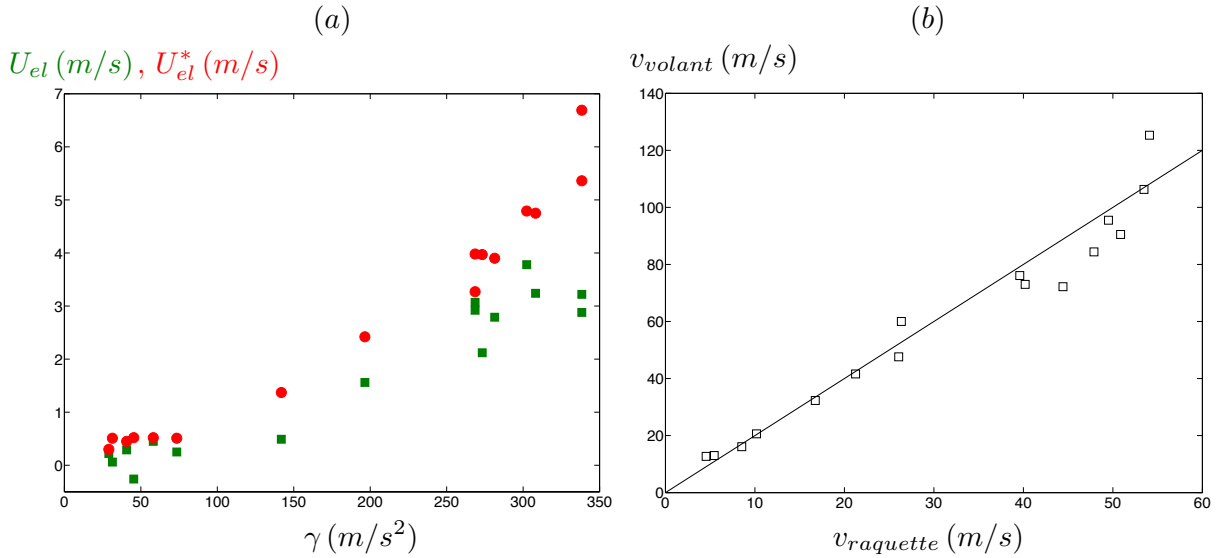 (a)
(b)
U_el (m/s), U*_el (m/s)
v_volant (m/s)
7
6
5
4
3
2
1
0
0 50 100 150 200 250 300 350
γ (m/s²)
140
120
100
80
60
40
20
0
0 10 20 30 40 50 60
v_raquette (m/s)